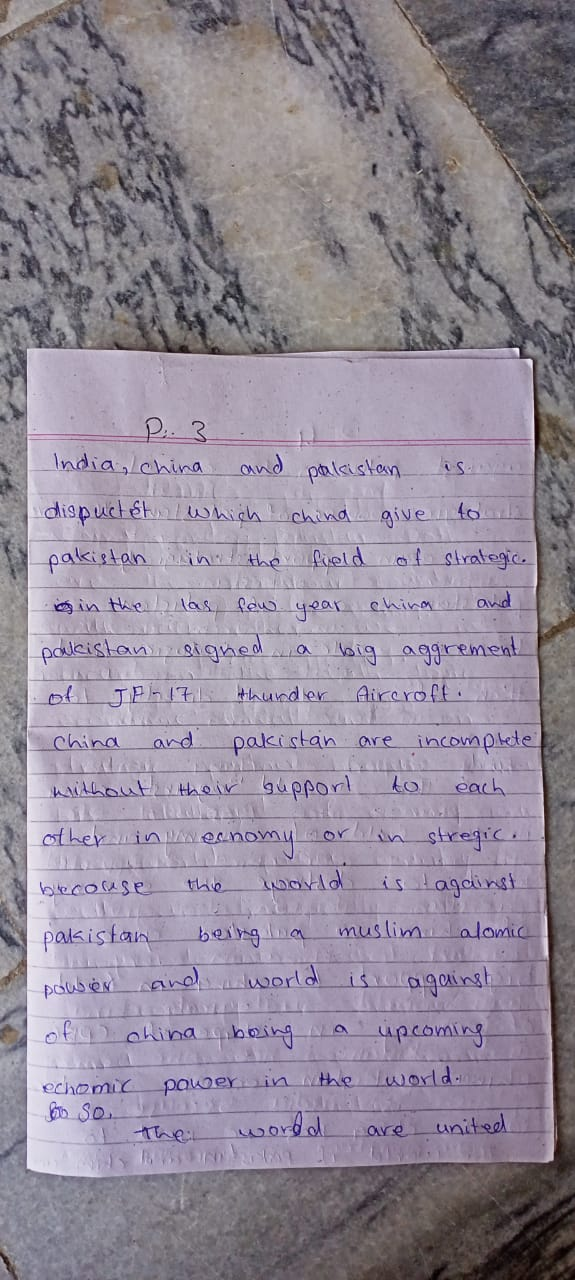 P: 3
India, china and pakistan is
dispuctét which china give to
pakistan in the field of strategic.
in the las few year china and
pakistan signed a big aggrement
of JF-17 thunder Aircroft.
China and pakistan are incomplete
without their support to each
other in ecnomy or in stregic.
becouse the world is against
pakistan being a muslim atomic
power and world is against
of china being a upcoming
echomic power in the world.
So.
the world are united